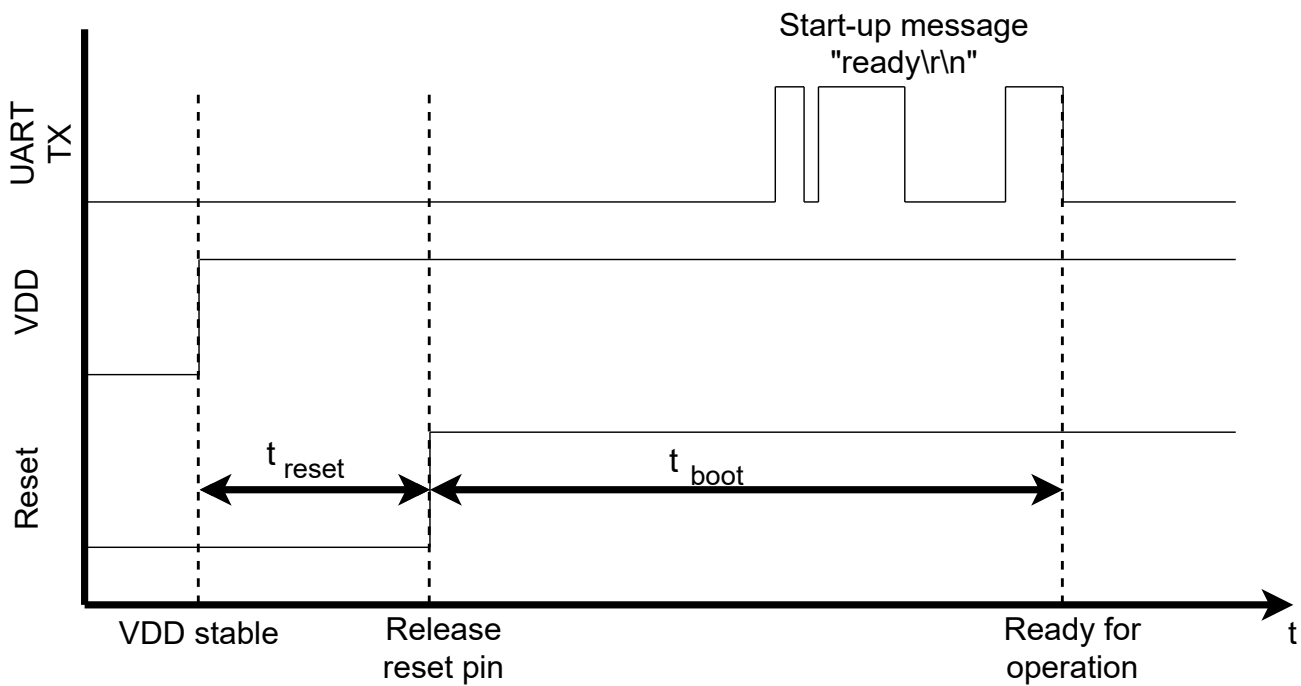 Start-up message
"ready\r\n"
UART
TX
VDD
Reset
t reset
t boot
VDD stable
Release
reset pin
Ready for
operation
t